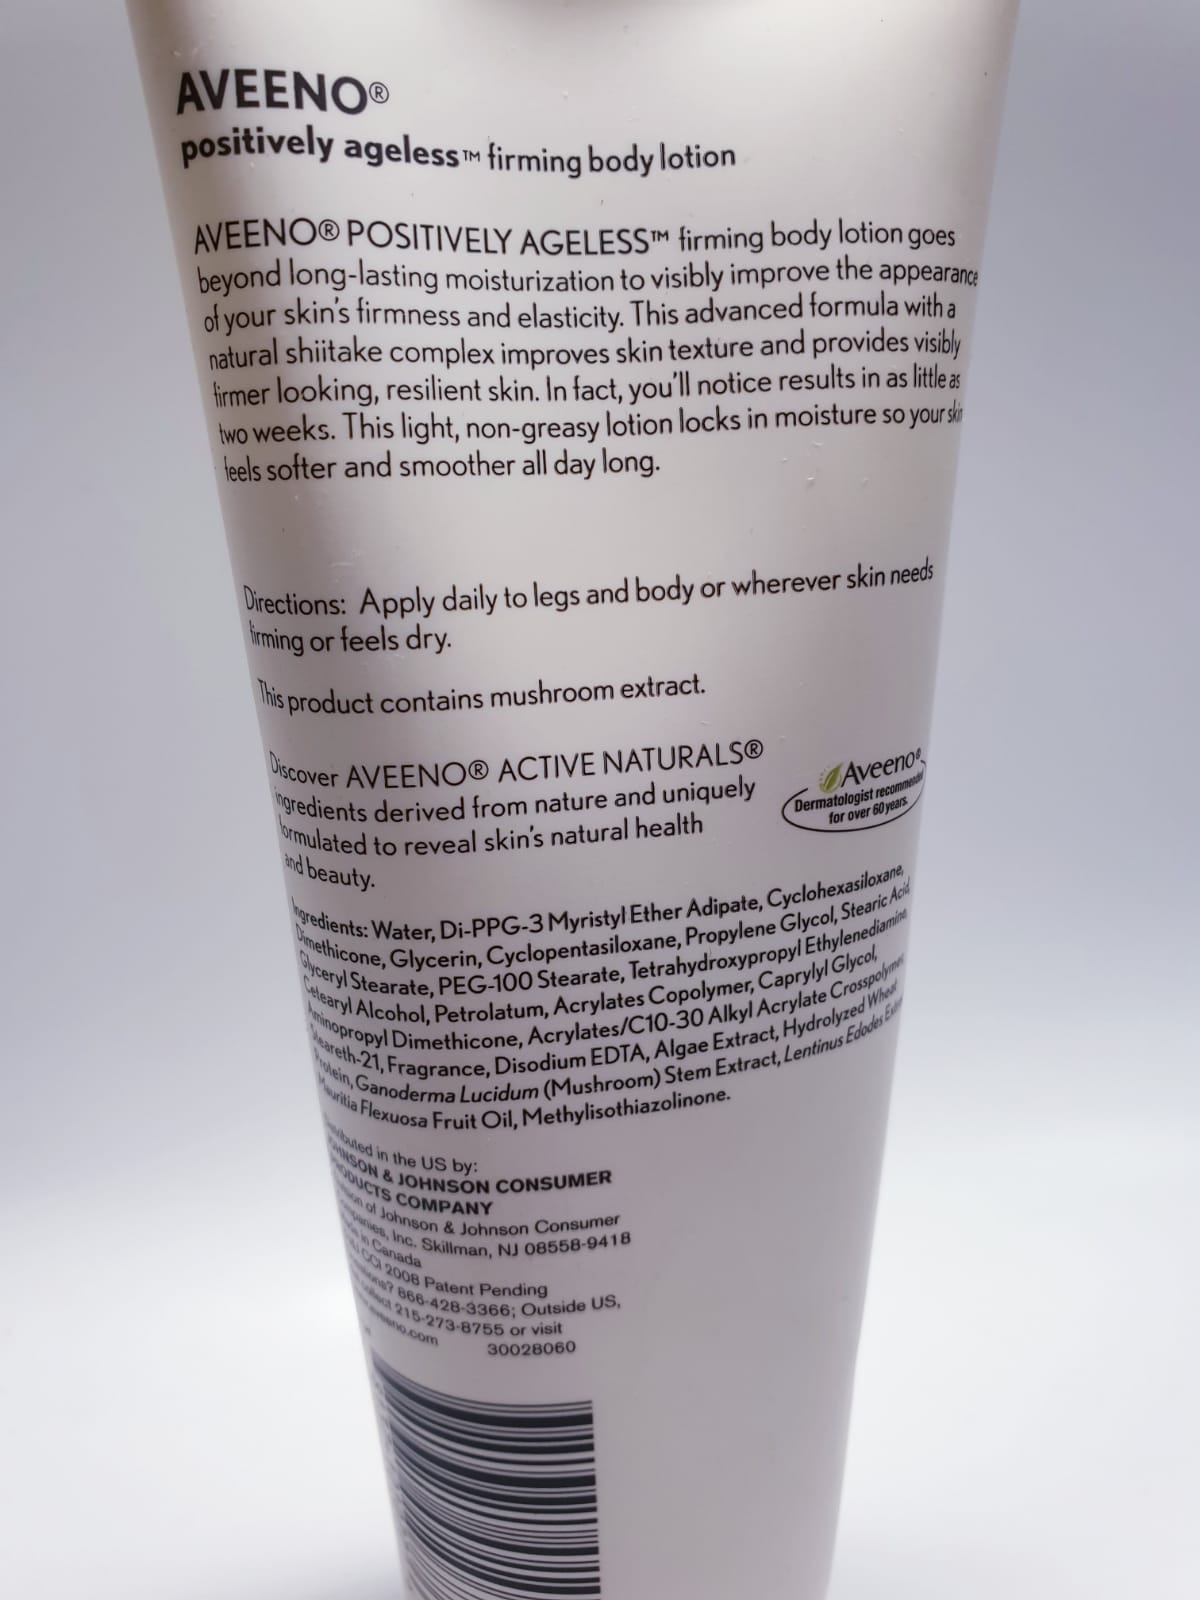 AVEENO®
positively ageless™ firming body lotion
AVEENO® POSITIVELY AGELESS™ firming body lotion goes
beyond long-lasting moisturization to visibly improve the appearance
of your skin's firmness and elasticity. This advanced formula with a
natural shiitake complex improves skin texture and provides visibly
firmer looking, resilient skin. In fact, you'll notice results in as little as
two weeks. This light, non-greasy lotion locks in moisture so your skin
feels softer and smoother all day long.
Directions: Apply daily to legs and body or wherever skin needs
firming or feels dry.
This product contains mushroom extract.
Discover AVEENO® ACTIVE NATURALS®
ingredients derived from nature and uniquely
formulated to reveal skin's natural health
and beauty.
Aveeno®
Dermatologist recommended
for over 60 years.
Ingredients: Water, Di-PPG-3 Myristyl Ether Adipate, Cyclohexasiloxane,
Dimethicone, Glycerin, Cyclopentasiloxane, Propylene Glycol, Stearic Acid,
Glyceryl Stearate, PEG-100 Stearate, Tetrahydroxypropyl Ethylenediamine,
Cetearyl Alcohol, Petrolatum, Acrylates Copolymer, Caprylyl Glycol,
Aminopropyl Dimethicone, Acrylates/C10-30 Alkyl Acrylate Crosspolymer,
Steareth-21, Fragrance, Disodium EDTA, Algae Extract, Hydrolyzed Wheat
Protein, Ganoderma Lucidum (Mushroom) Stem Extract, Lentinus Edodes Extract,
Mauritia Flexuosa Fruit Oil, Methylisothiazolinone.
Distributed in the US by:
JOHNSON & JOHNSON CONSUMER
PRODUCTS COMPANY
Division of Johnson & Johnson Consumer
Companies, Inc. Skillman, NJ 08558-9418
Made in Canada
2008 Patent Pending
Questions? 866-428-3366; Outside US,
collect 215-273-8755 or visit
www.aveeno.com
30028060